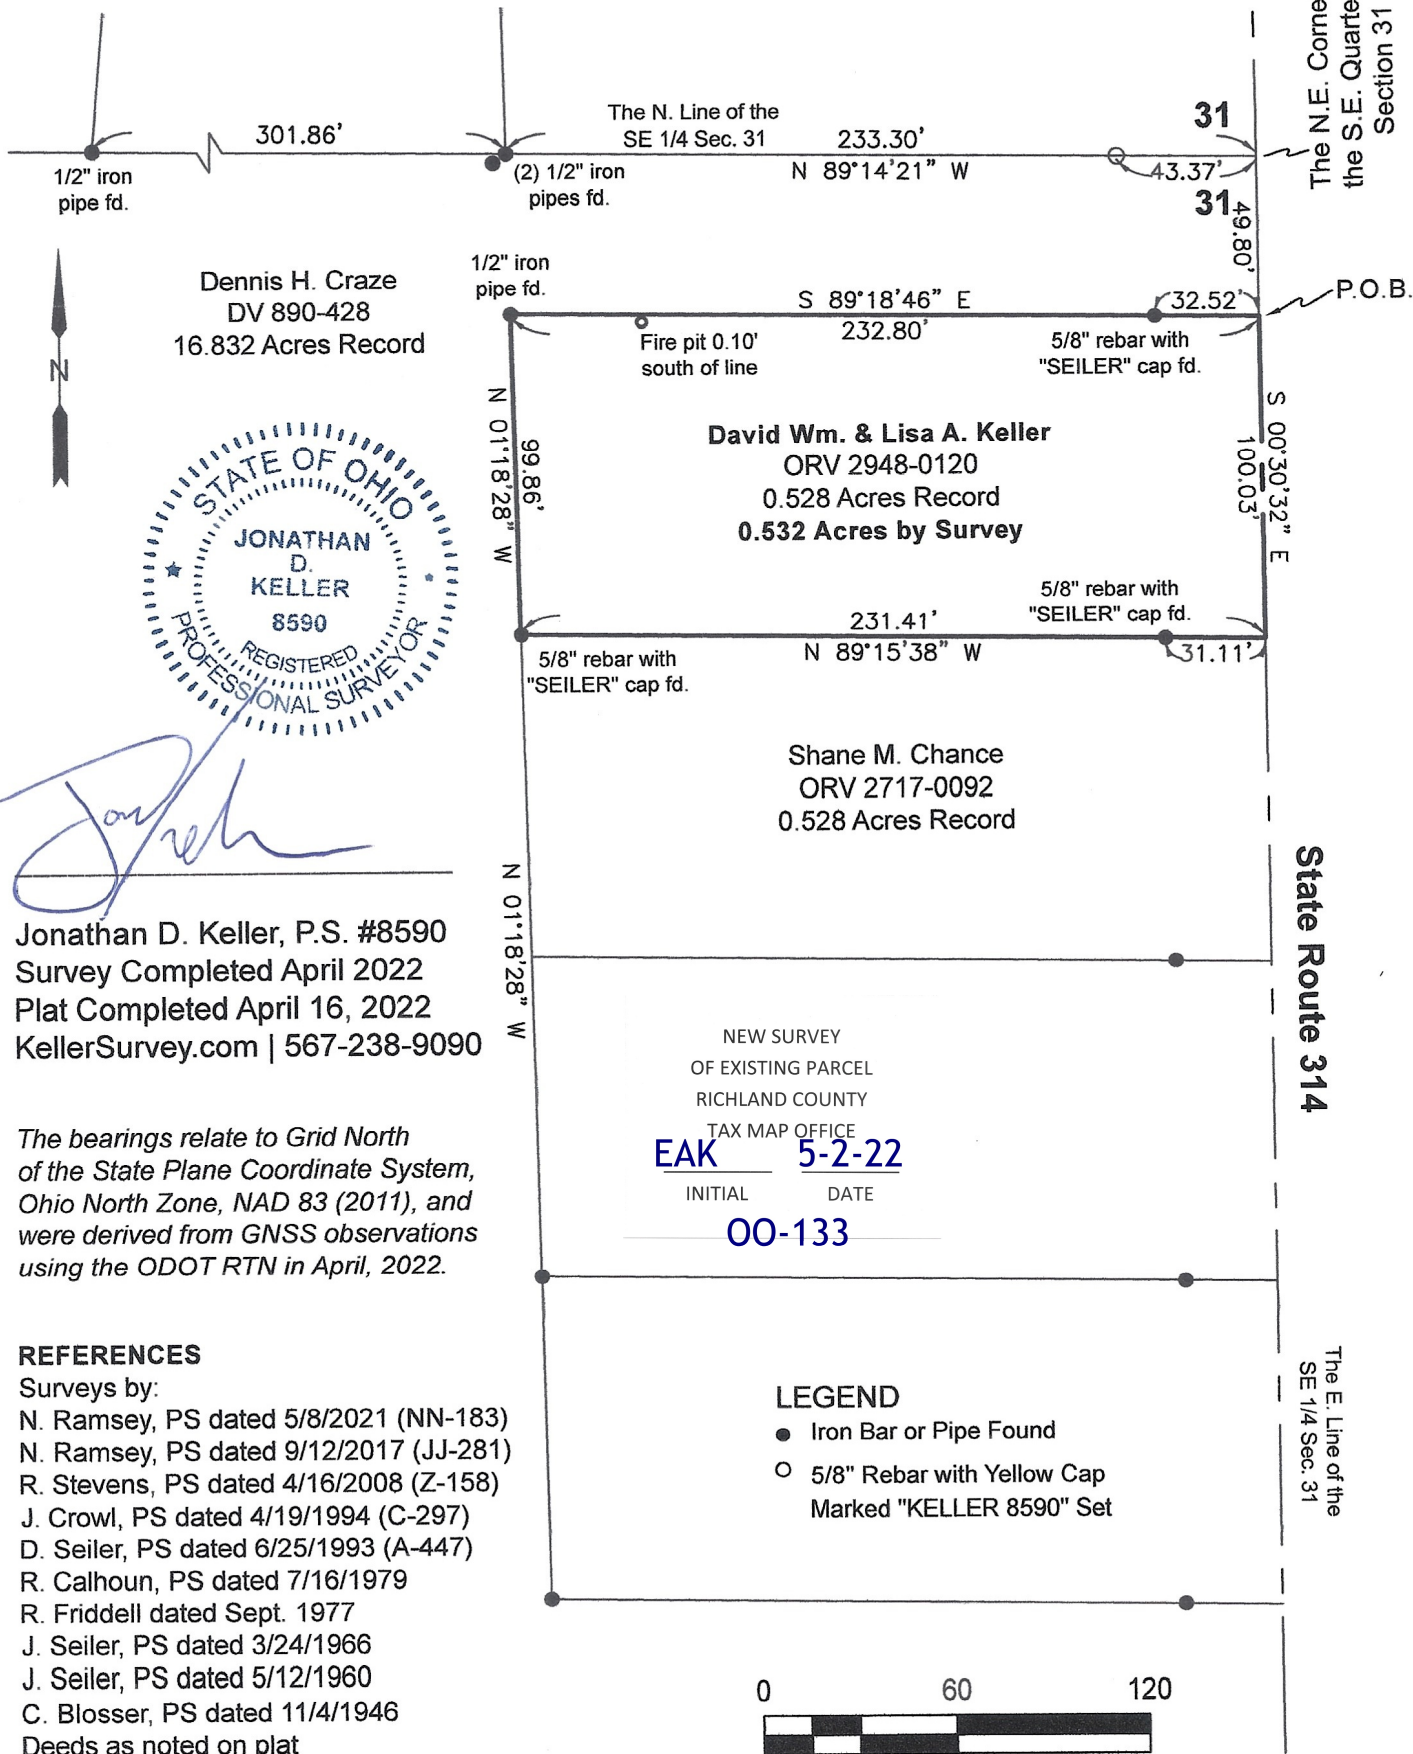 The N.E. Corne
the S.E. Quarte
Section 31
301.86'
The N. Line of the
SE 1/4 Sec. 31
233.30'
N 89°14'21" W
31
43.37'
1/2" iron
pipe fd.
(2) 1/2" iron
pipes fd.
31
49.80'
Dennis H. Craze
DV 890-428
16.832 Acres Record
1/2" iron
pipe fd.
S 89°18'46" E
232.80'
32.52'
P.O.B.
Fire pit 0.10'
south of line
5/8" rebar with
"SEILER" cap fd.
N
N 01°18'28" W
99.86'
David Wm. & Lisa A. Keller
ORV 2948-0120
0.528 Acres Record
0.532 Acres by Survey
S 00°30'32" E
100.03'
STATE OF OHIO
JONATHAN
D.
KELLER
8590
REGISTERED
PROFESSIONAL SURVEYOR
5/8" rebar with
"SEILER" cap fd.
231.41'
N 89°15'38" W
31.11'
5/8" rebar with
"SEILER" cap fd.
Shane M. Chance
ORV 2717-0092
0.528 Acres Record
N 01°18'28" W
State Route 314
Jonathan D. Keller, P.S. #8590
Survey Completed April 2022
Plat Completed April 16, 2022
KellerSurvey.com | 567-238-9090
NEW SURVEY
OF EXISTING PARCEL
RICHLAND COUNTY
TAX MAP OFFICE
EAK 5-2-22
INITIAL DATE
OO-133
The bearings relate to Grid North
of the State Plane Coordinate System,
Ohio North Zone, NAD 83 (2011), and
were derived from GNSS observations
using the ODOT RTN in April, 2022.
REFERENCES
Surveys by:
N. Ramsey, PS dated 5/8/2021 (NN-183)
N. Ramsey, PS dated 9/12/2017 (JJ-281)
R. Stevens, PS dated 4/16/2008 (Z-158)
J. Crowl, PS dated 4/19/1994 (C-297)
D. Seiler, PS dated 6/25/1993 (A-447)
R. Calhoun, PS dated 7/16/1979
R. Friddell dated Sept. 1977
J. Seiler, PS dated 3/24/1966
J. Seiler, PS dated 5/12/1960
C. Blosser, PS dated 11/4/1946
Deeds as noted on plat
LEGEND
Iron Bar or Pipe Found
5/8" Rebar with Yellow Cap
Marked "KELLER 8590" Set
The E. Line of the
SE 1/4 Sec. 31
0 60 120